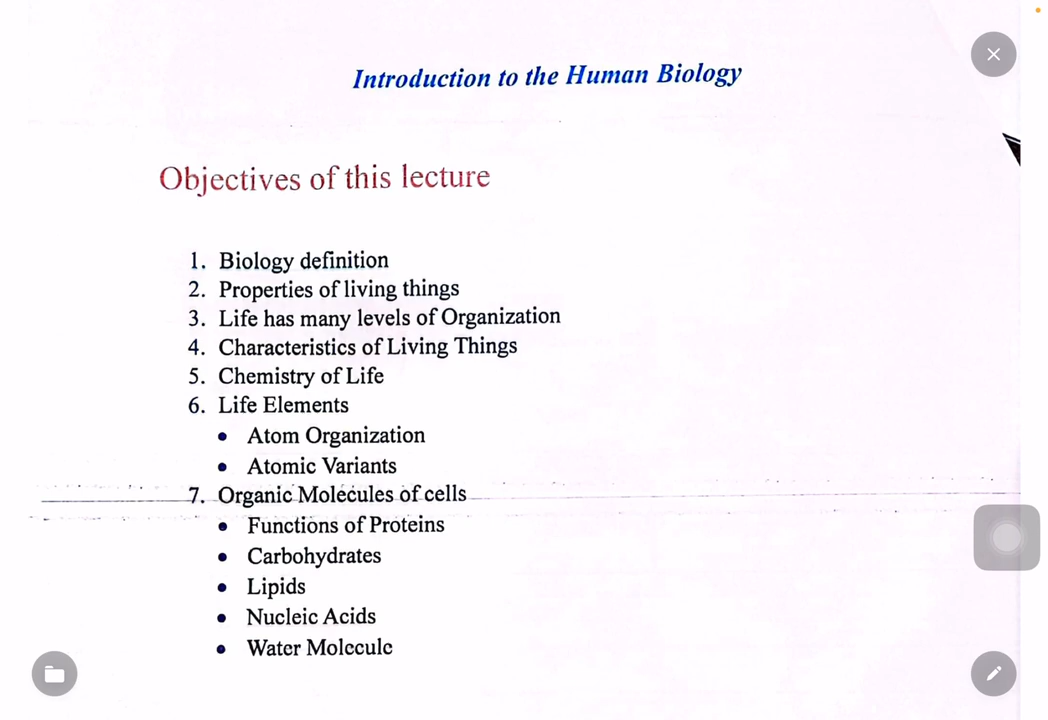 Introduction to the Human Biology
Objectives of this lecture
1. Biology definition
2. Properties of living things
3. Life has many levels of Organization
4. Characteristics of Living Things
5. Chemistry of Life
6. Life Elements
• Atom Organization
• Atomic Variants
7. Organic Molecules of cells
• Functions of Proteins
• Carbohydrates
• Lipids
• Nucleic Acids
• Water Molecule